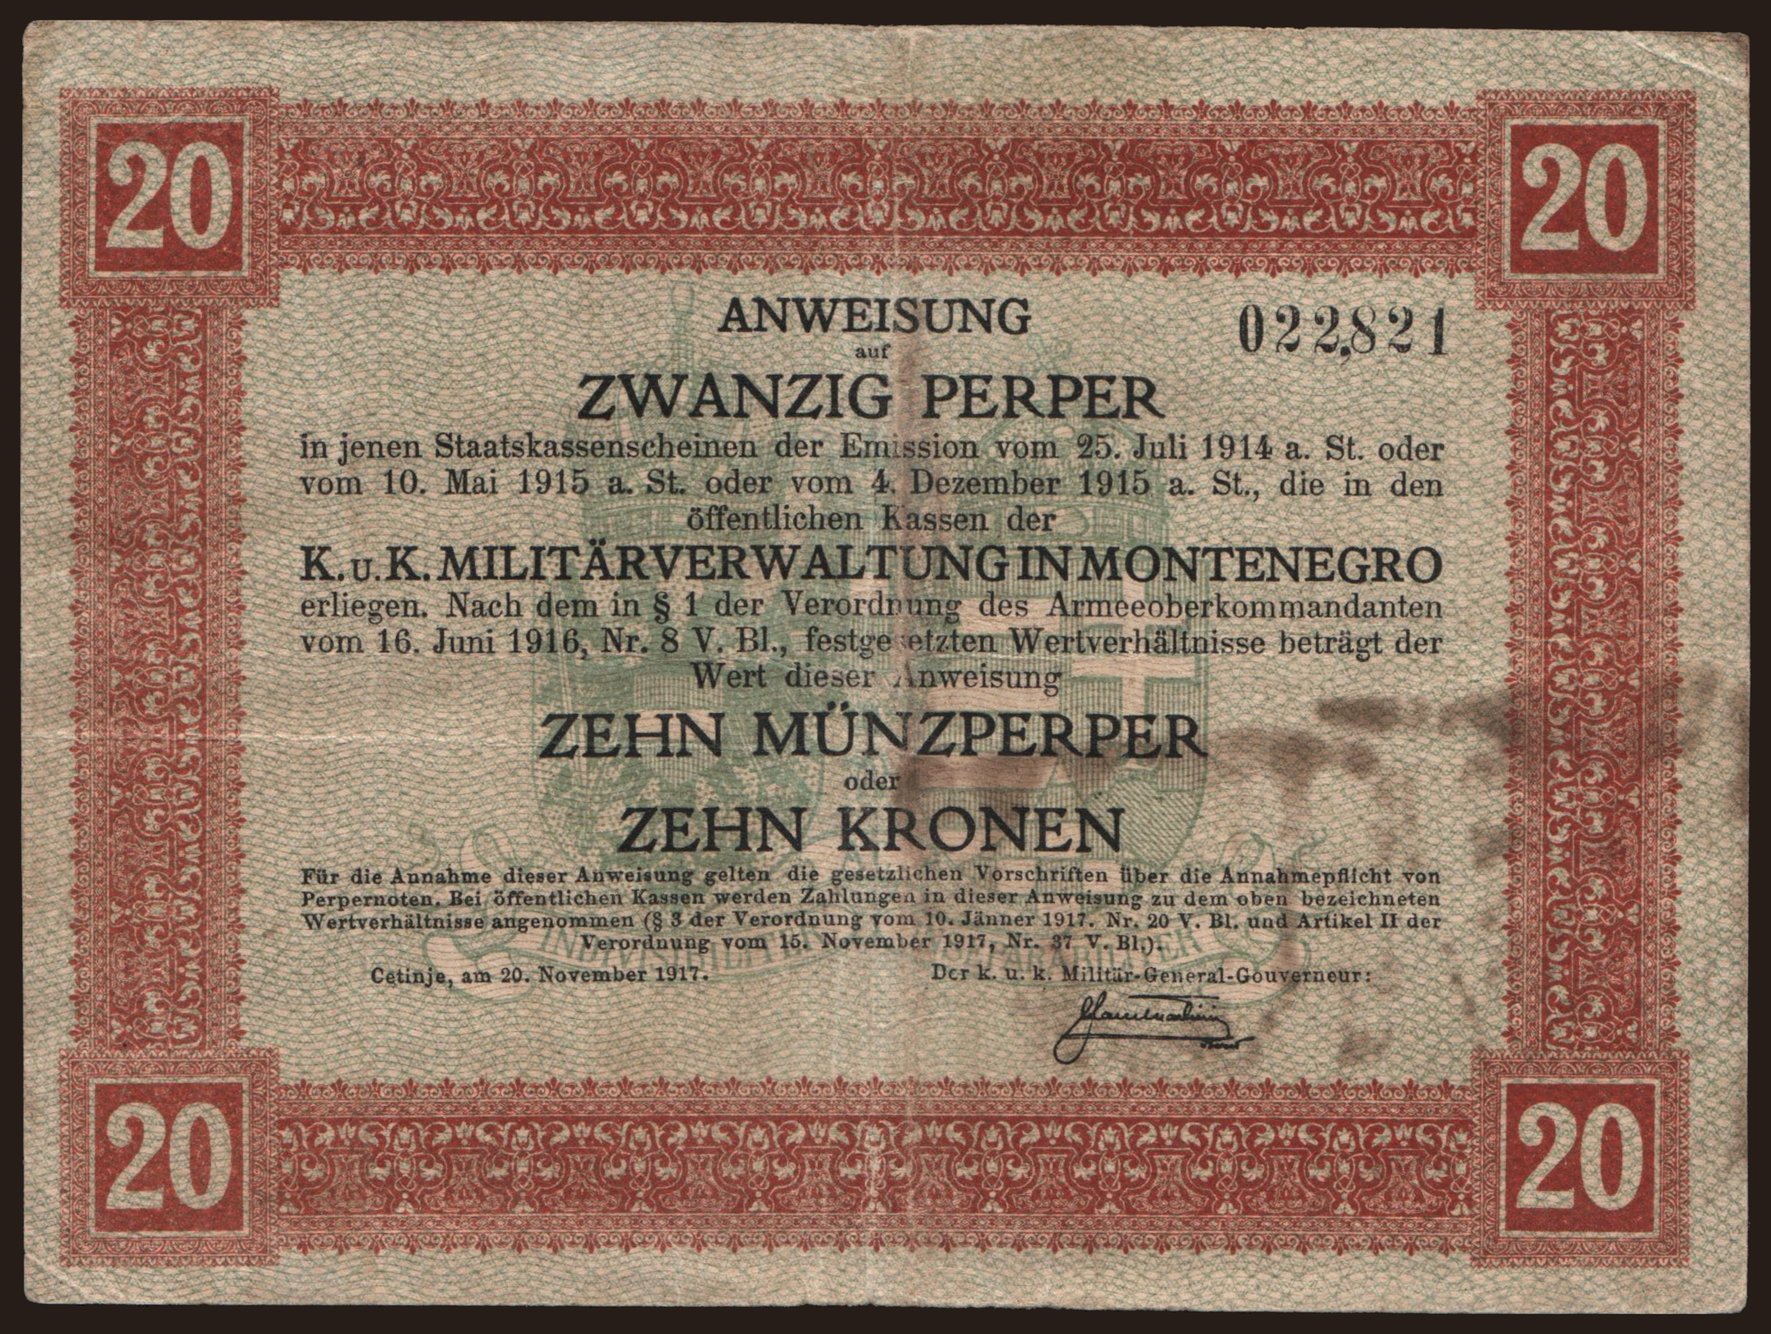 20 20
ANWEISUNG
022,821
auf
ZWANZIG PERPER
in jenen Staatskassenscheinen der Emission vom 25. Juli 1914 a. St. oder
vom 10. Mai 1915 a. St. oder vom 4. Dezember 1915 a. St., die in den
öffentlichen Kassen der
K. u. K. MILITÄRVERWALTUNG IN MONTENEGRO
erliegen. Nach dem in § 1 der Verordnung des Armeeoberkommandanten
vom 16. Juni 1916, Nr. 8 V. Bl., festgesetzten Wertverhältnisse beträgt der
Wert dieser Anweisung
ZEHN MÜNZPERPER
oder
ZEHN KRONEN
Für die Annahme dieser Anweisung gelten die gesetzlichen Vorschriften über die Annahmepflicht von
Perpernoten. Bei öffentlichen Kassen werden Zahlungen in dieser Anweisung zu dem oben bezeichneten
Wertverhältnisse angenommen (§ 3 der Verordnung vom 10. Jänner 1917. Nr. 20 V. Bl. und Artikel II der
Verordnung vom 15. November 1917, Nr. 37 V. Bl.).
INDIVISIBILITER
Cetinje, am 20. November 1917. Der k. u. k. Militär-General-Gouverneur:
20 20